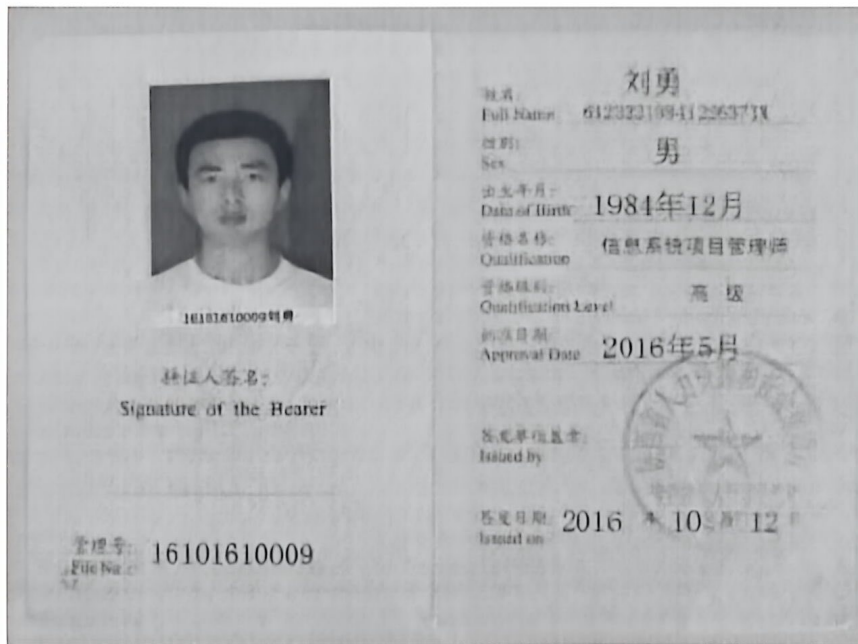 16101610009刘勇
持证人签名：
Signature of the Bearer
管理号：
File No.:
16101610009
刘勇
姓名：
Full Name
性别：
男
Sex
出生年月：
Date of Birth
1984年12月
资格名称：
信息系统项目管理师
Qualification
资格级别：
高 级
Qualification Level
批准日期
Approval Date
2016年5月
签发单位盖章：
Issued by
签发日期：
2016 年 10 月 12 日
Issued on